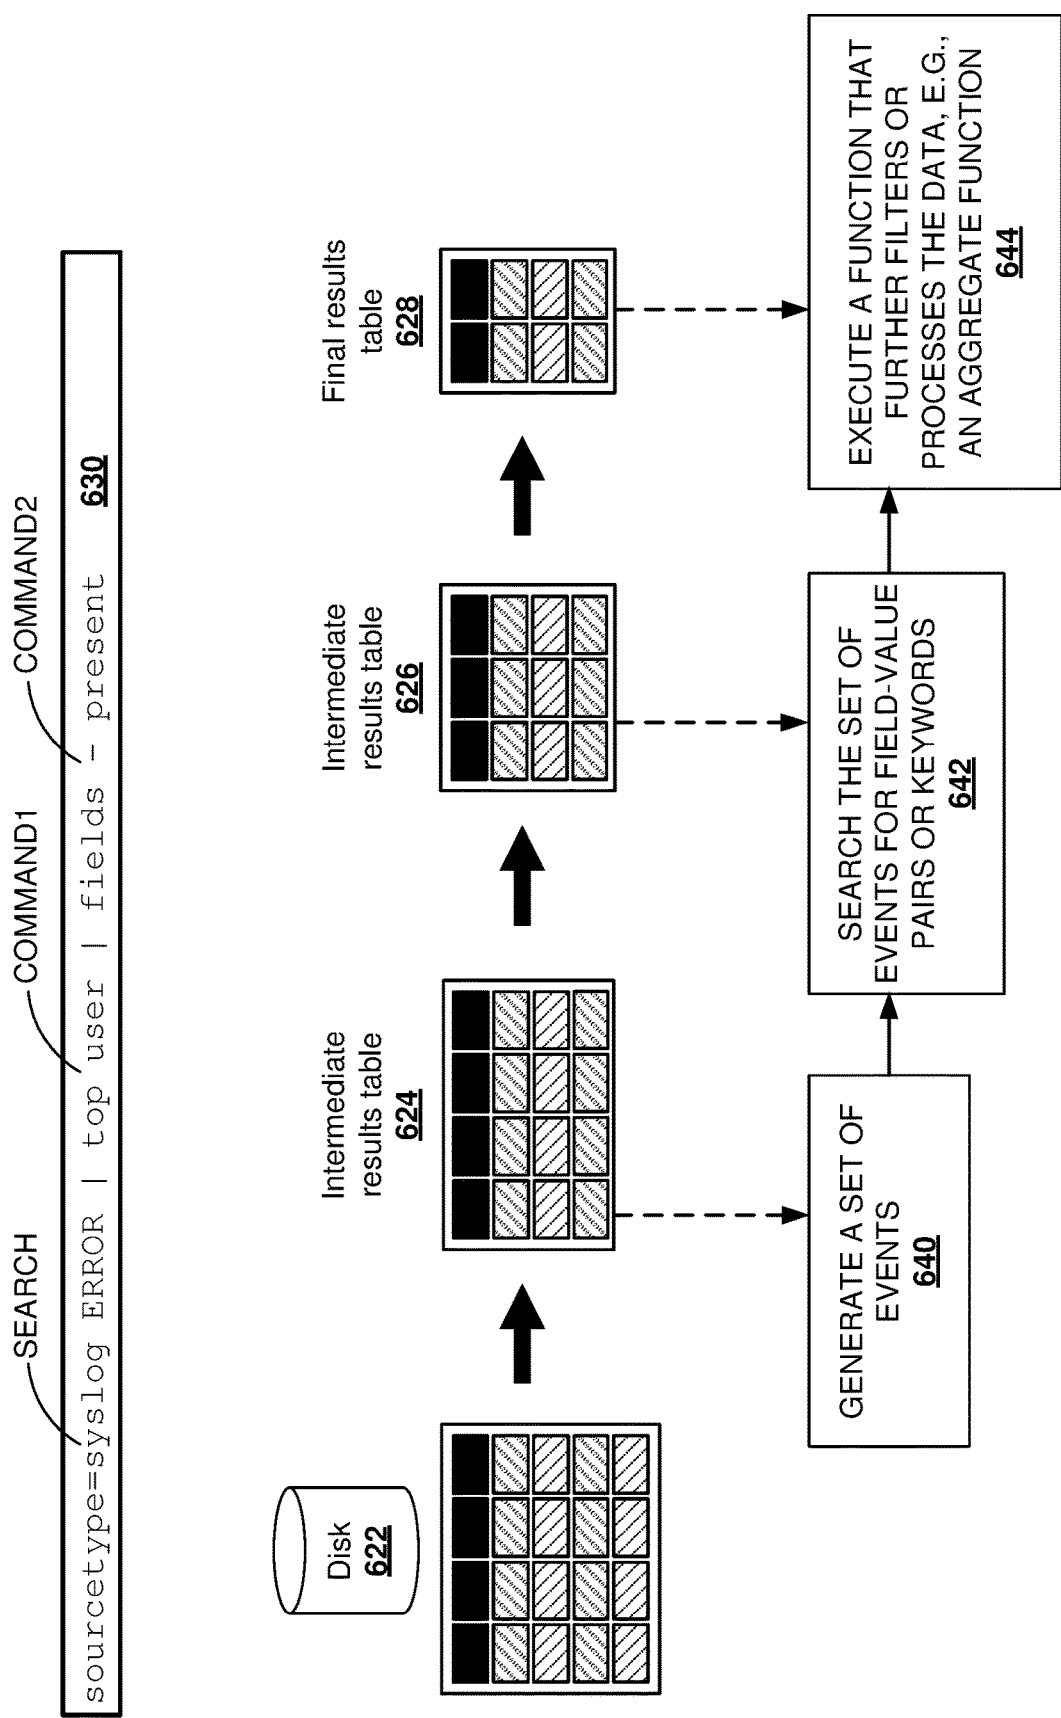 SEARCH
COMMAND1
COMMAND2
sourcetype=syslog ERROR | top user | fields – present 630
Disk
622
Intermediate
results table
624
Intermediate
results table
626
Final results
table
628
GENERATE A SET OF
EVENTS
640
SEARCH THE SET OF
EVENTS FOR FIELD-VALUE
PAIRS OR KEYWORDS
642
EXECUTE A FUNCTION THAT
FURTHER FILTERS OR
PROCESSES THE DATA, E.G.,
AN AGGREGATE FUNCTION
644